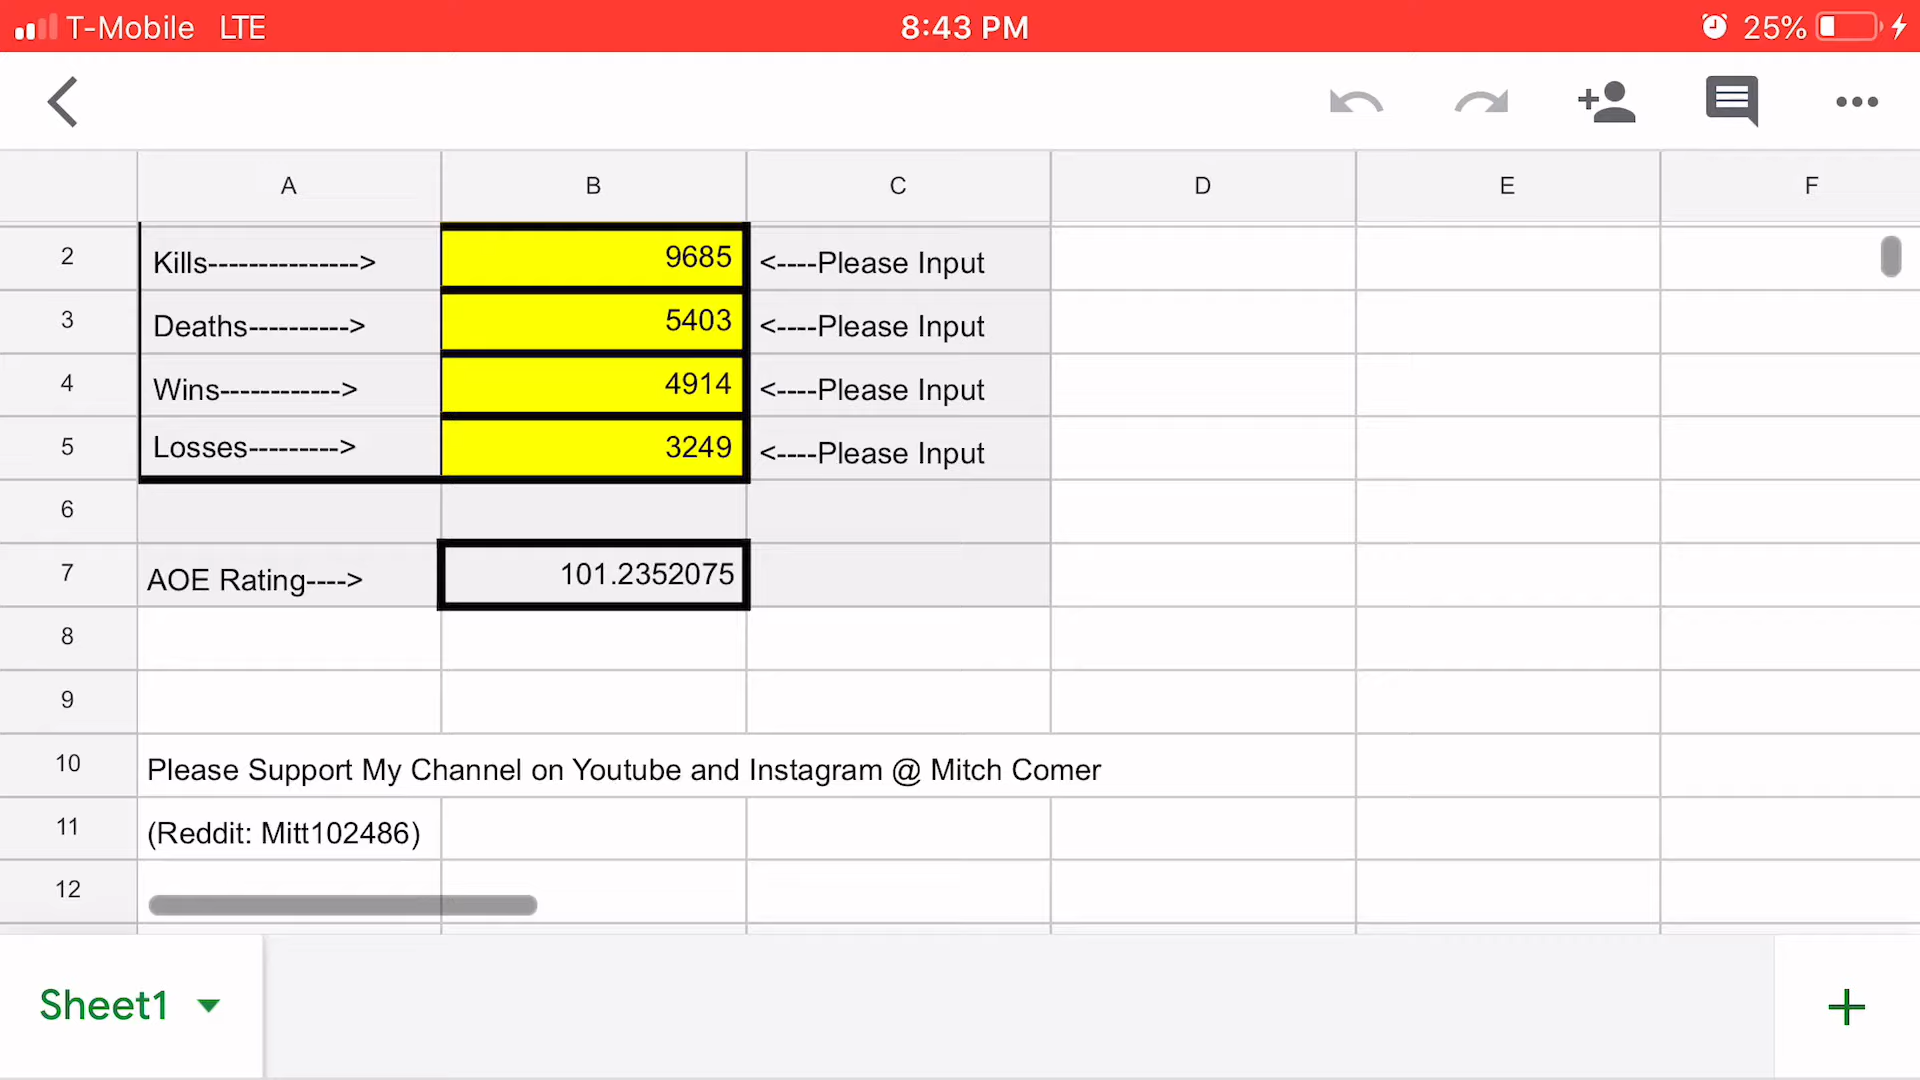 T-Mobile LTE 8:43 PM 25%
A B C D E F
2 Kills---------------> 9685 <----Please Input
3 Deaths----------> 5403 <----Please Input
4 Wins------------> 4914 <----Please Input
5 Losses---------> 3249 <----Please Input
6
7 AOE Rating----> 101.2352075
8
9
10 Please Support My Channel on Youtube and Instagram @ Mitch Comer
11 (Reddit: Mitt102486)
12
Sheet1